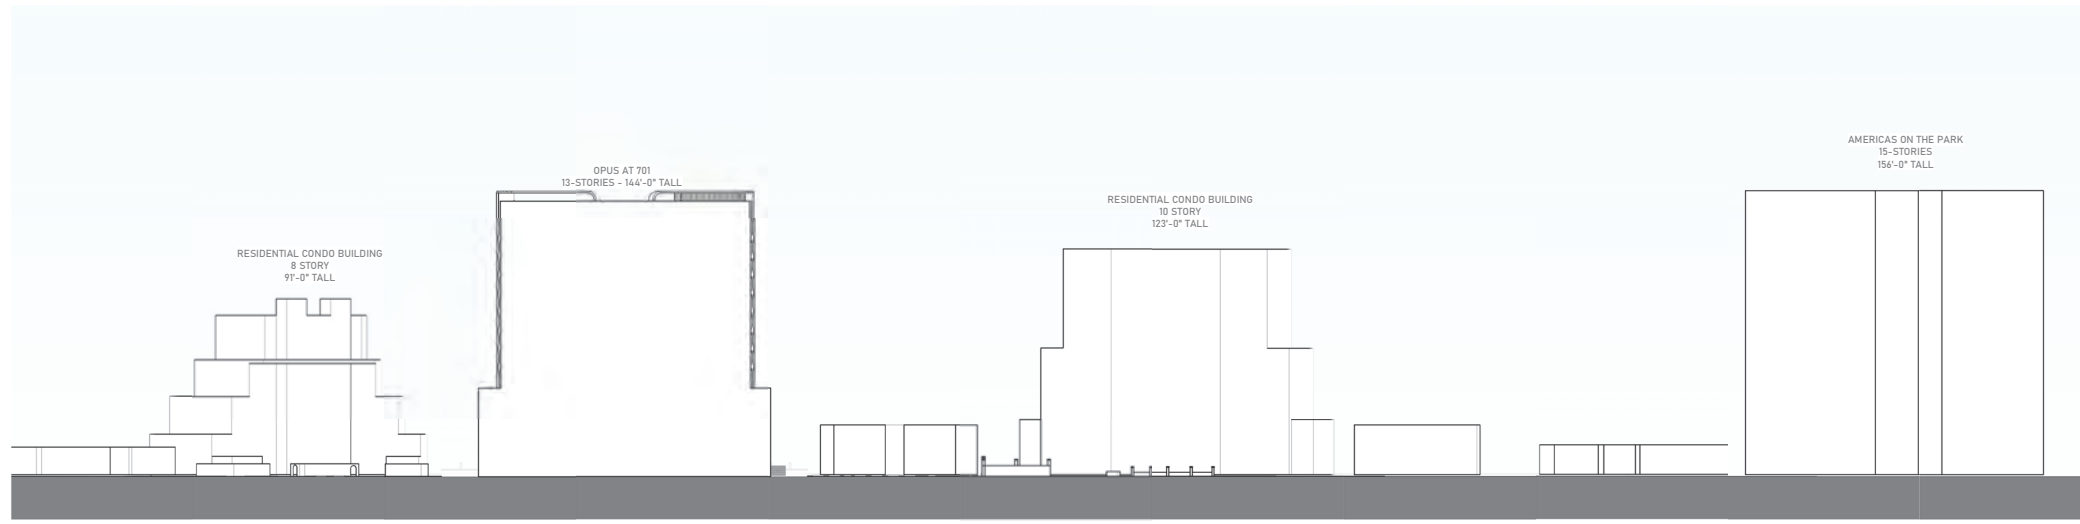 RESIDENTIAL CONDO BUILDING
8 STORY
91'-0" TALL
OPUS AT 701
13-STORIES - 144'-0" TALL
RESIDENTIAL CONDO BUILDING
10 STORY
123'-0" TALL
AMERICAS ON THE PARK
15-STORIES
156'-0" TALL